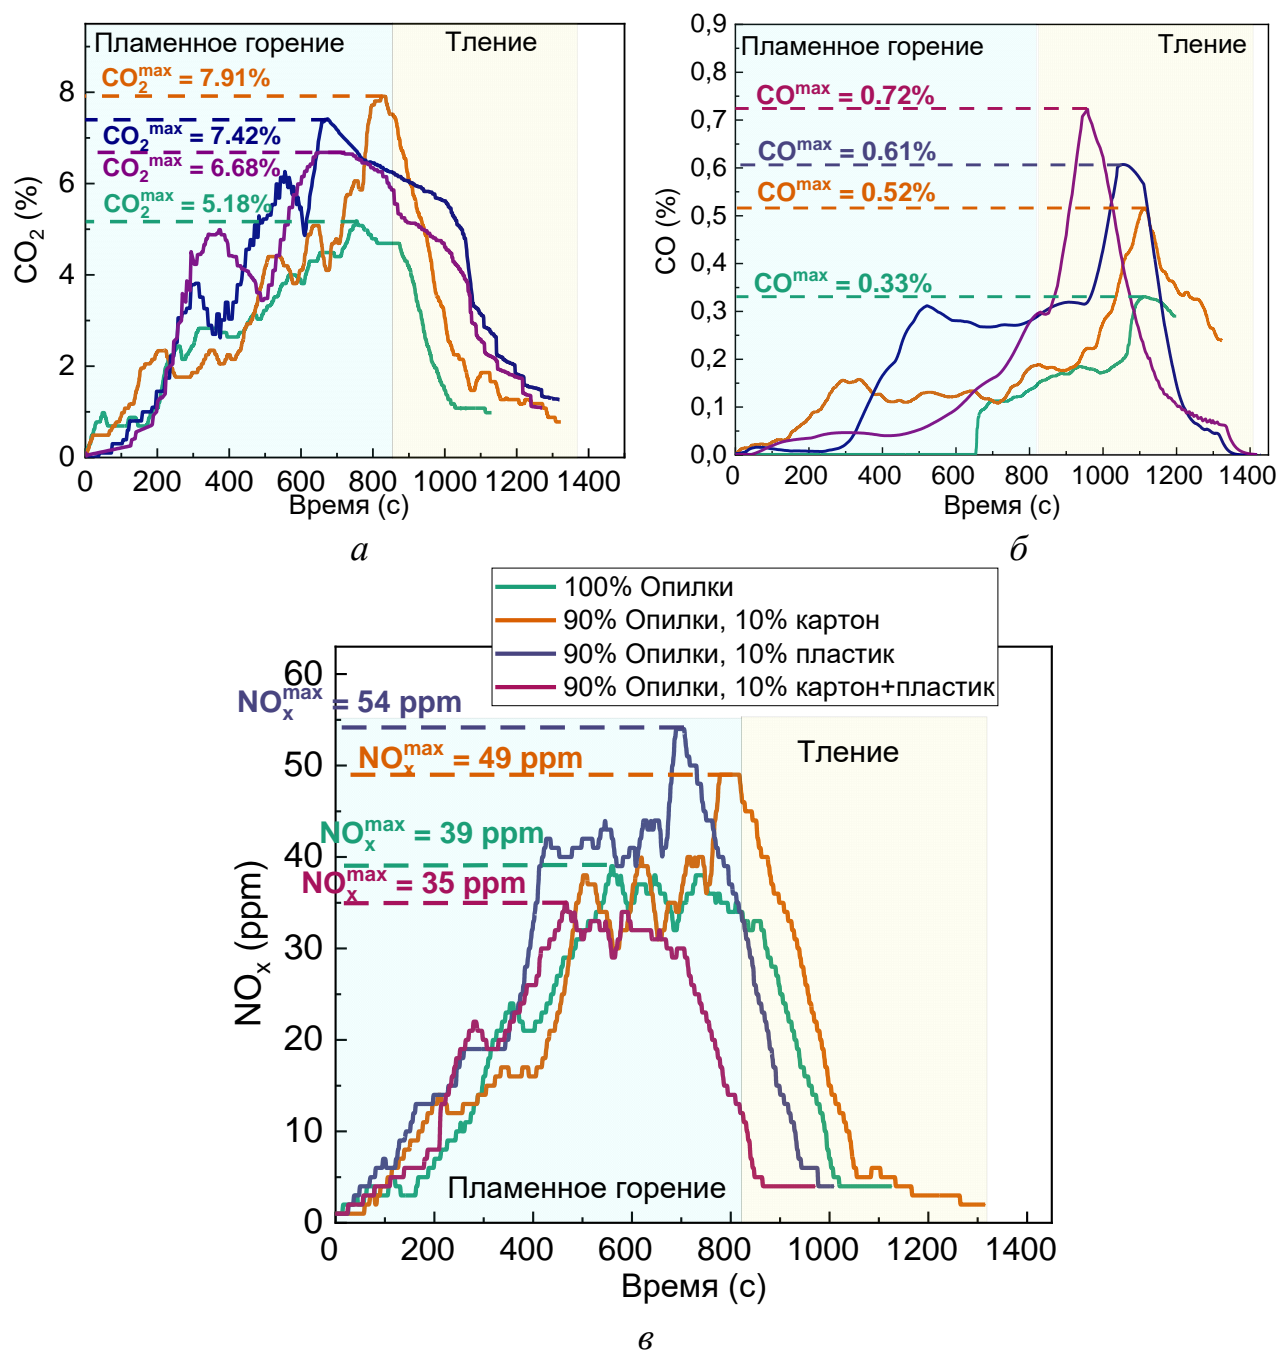 Пламенное горение
Тление
CO₂ᵐᵃˣ = 7.91%
CO₂ᵐᵃˣ = 7.42%
CO₂ᵐᵃˣ = 6.68%
CO₂ᵐᵃˣ = 5.18%
CO₂ (%)
8
6
4
2
0
0 200 400 600 800 1000 1200 1400
Время (с)
а
Пламенное горение
Тление
COᵐᵃˣ = 0.72%
COᵐᵃˣ = 0.61%
COᵐᵃˣ = 0.52%
COᵐᵃˣ = 0.33%
CO (%)
0,9
0,8
0,7
0,6
0,5
0,4
0,3
0,2
0,1
0,0
0 200 400 600 800 1000 1200 1400
Время (с)
б
100% Опилки
90% Опилки, 10% картон
90% Опилки, 10% пластик
90% Опилки, 10% картон+пластик
NOₓᵐᵃˣ = 54 ppm
NOₓᵐᵃˣ = 49 ppm
NOₓᵐᵃˣ = 39 ppm
NOₓᵐᵃˣ = 35 ppm
Тление
Пламенное горение
NOₓ (ppm)
60
50
40
30
20
10
0
0 200 400 600 800 1000 1200 1400
Время (с)
в